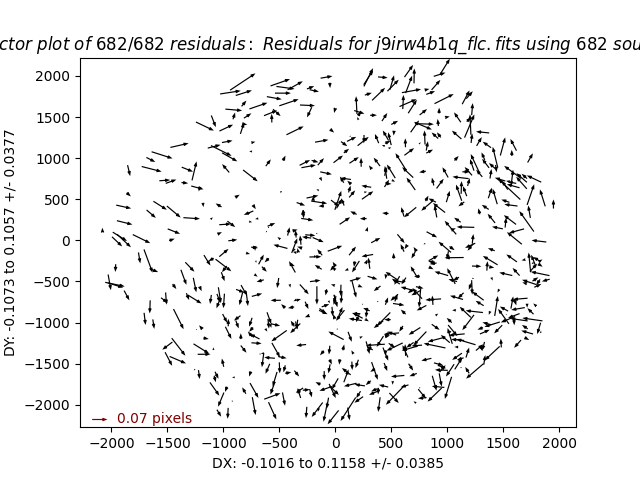 ctor plot of 682/682 residuals: Residuals for j9irw4b1q_flc.fits using 682 sou
2000
1500
1000
500
0
−500
−1000
−1500
−2000
DY: -0.1073 to 0.1057 +/- 0.0377
0.07 pixels
−2000 −1500 −1000 −500 0 500 1000 1500 2000
DX: -0.1016 to 0.1158 +/- 0.0385